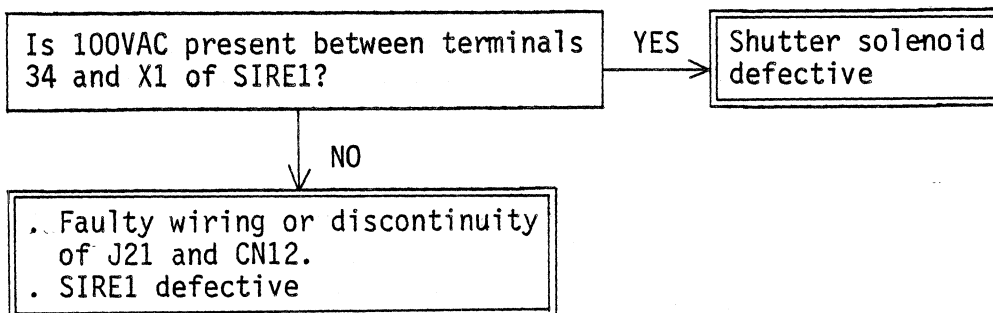 Is 100VAC present between terminals
34 and X1 of SIRE1?
YES
Shutter solenoid
defective
NO
. Faulty wiring or discontinuity
of J21 and CN12.
. SIRE1 defective